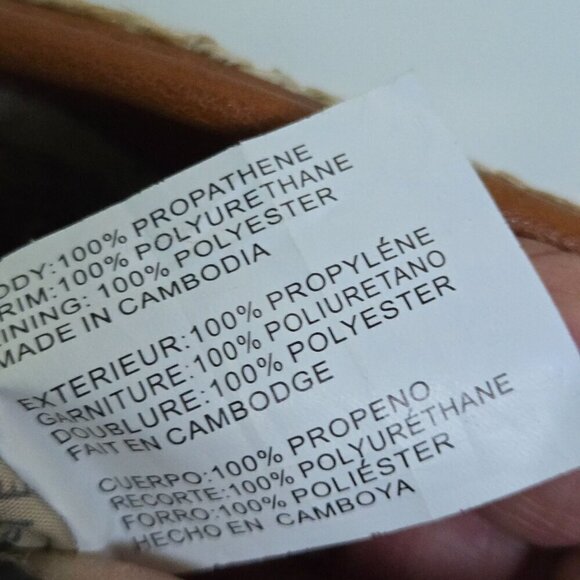 ODY:100% PROPATHENE
RIM:100% POLYURETHANE
INING: 100% POLYESTER
MADE IN CAMBODIA
EXTERIEUR:100% PROPYLÉNE
GARNITURE:100% POLIURETANO
DOUBLURE:100% POLYESTER
FAIT EN CAMBODGE
CUERPO:100% PROPENO
RECORTE:100% POLYURÉTHANE
FORRO:100% POLIÉSTER
HECHO EN CAMBOYA